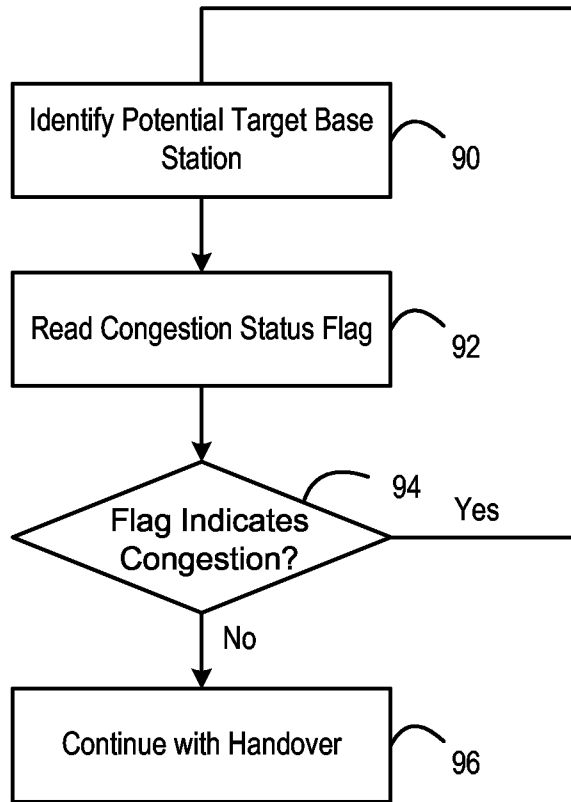 Identify Potential Target Base
Station
90
Read Congestion Status Flag
92
94
Flag Indicates
Congestion?
Yes
No
Continue with Handover
96